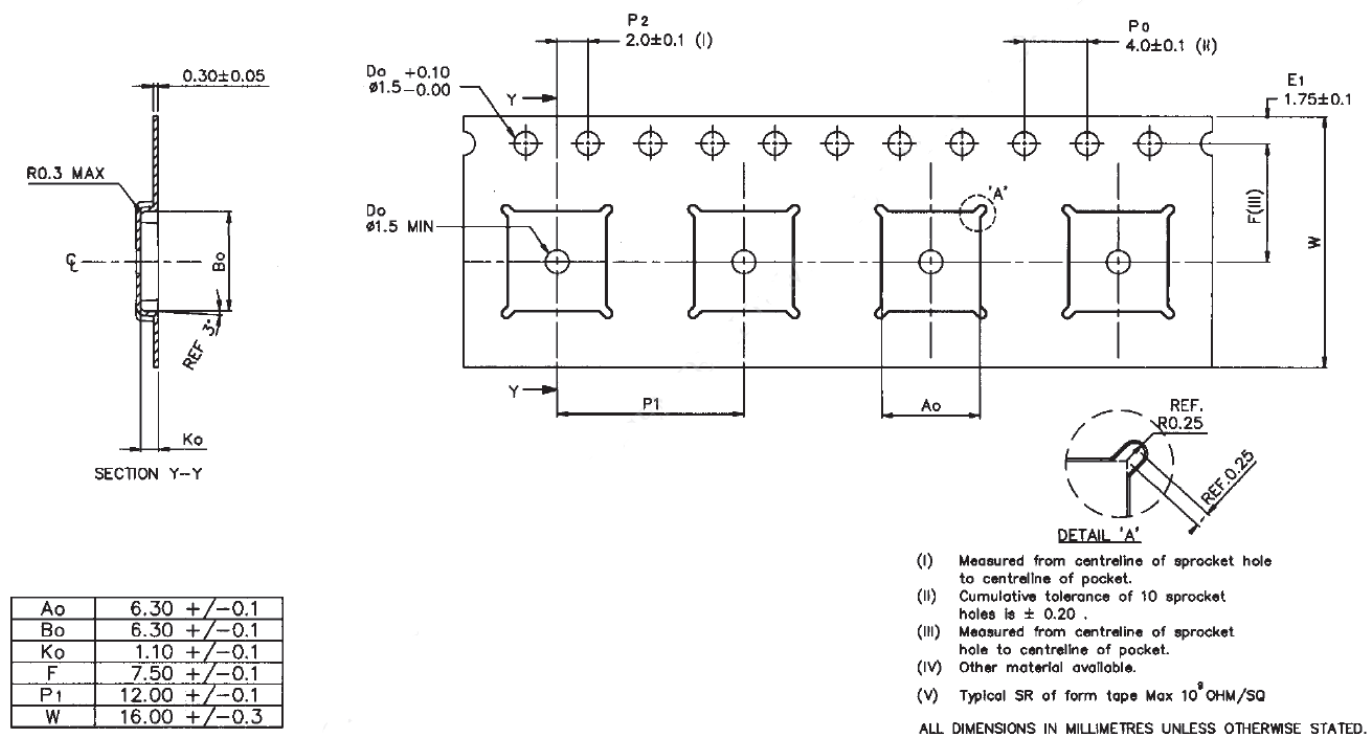 P2
2.0±0.1 (I)
Po
4.0±0.1 (II)
0.30±0.05
Do +0.10
ø1.5-0.00
Y
E1
1.75±0.1
R0.3 MAX
'A'
F(III)
W
Do
ø1.5 MIN
Bo
REF 3°
Y
P1
Ao
Ko
SECTION Y-Y
REF.
R0.25
REF.0.25
DETAIL 'A'
(I) Measured from centreline of sprocket hole
to centreline of pocket.
(II) Cumulative tolerance of 10 sprocket
holes is ± 0.20 .
(III) Measured from centreline of sprocket
hole to centreline of pocket.
(IV) Other material available.
(V) Typical SR of form tape Max 10⁹ OHM/SQ
ALL DIMENSIONS IN MILLIMETRES UNLESS OTHERWISE STATED.
Ao 6.30 +/-0.1
Bo 6.30 +/-0.1
Ko 1.10 +/-0.1
F 7.50 +/-0.1
P1 12.00 +/-0.1
W 16.00 +/-0.3